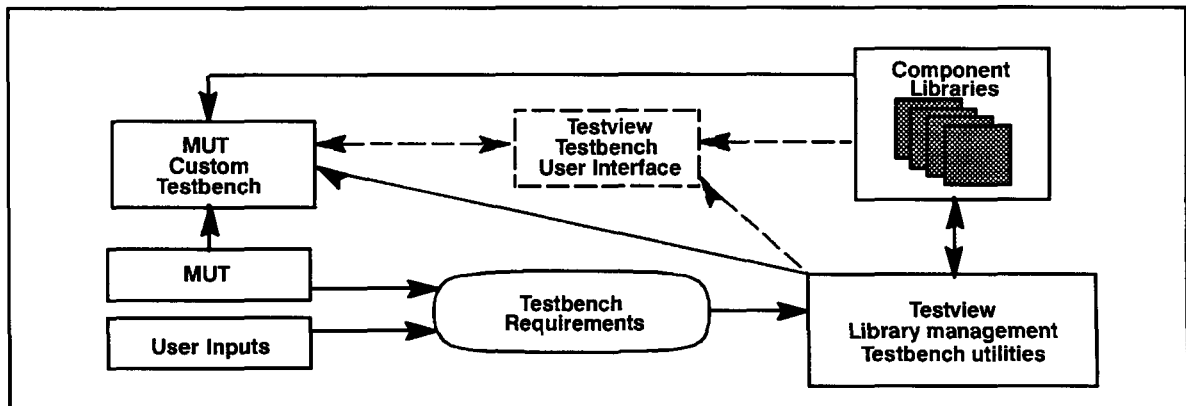 Component
Libraries
MUT
Custom
Testbench
Testview
Testbench
User Interface
MUT
User Inputs
Testbench
Requirements
Testview
Library management
Testbench utilities